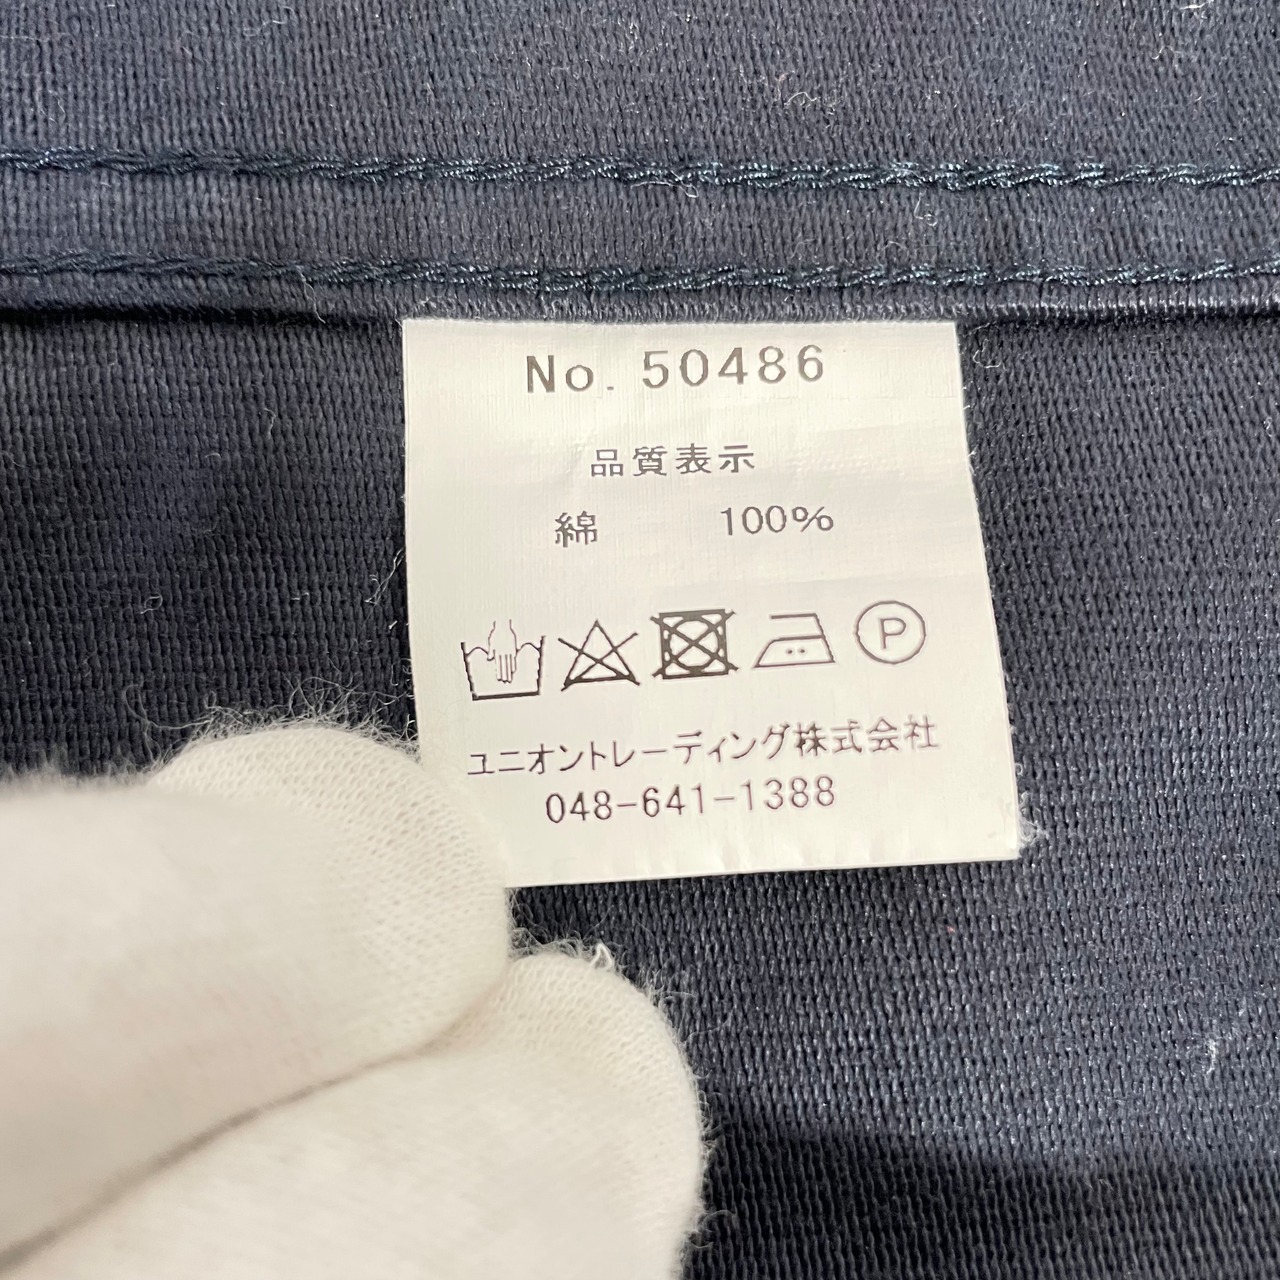 No. 50486
品質表示
綿 100%
P
ユニオントレーディング株式会社
048-641-1388